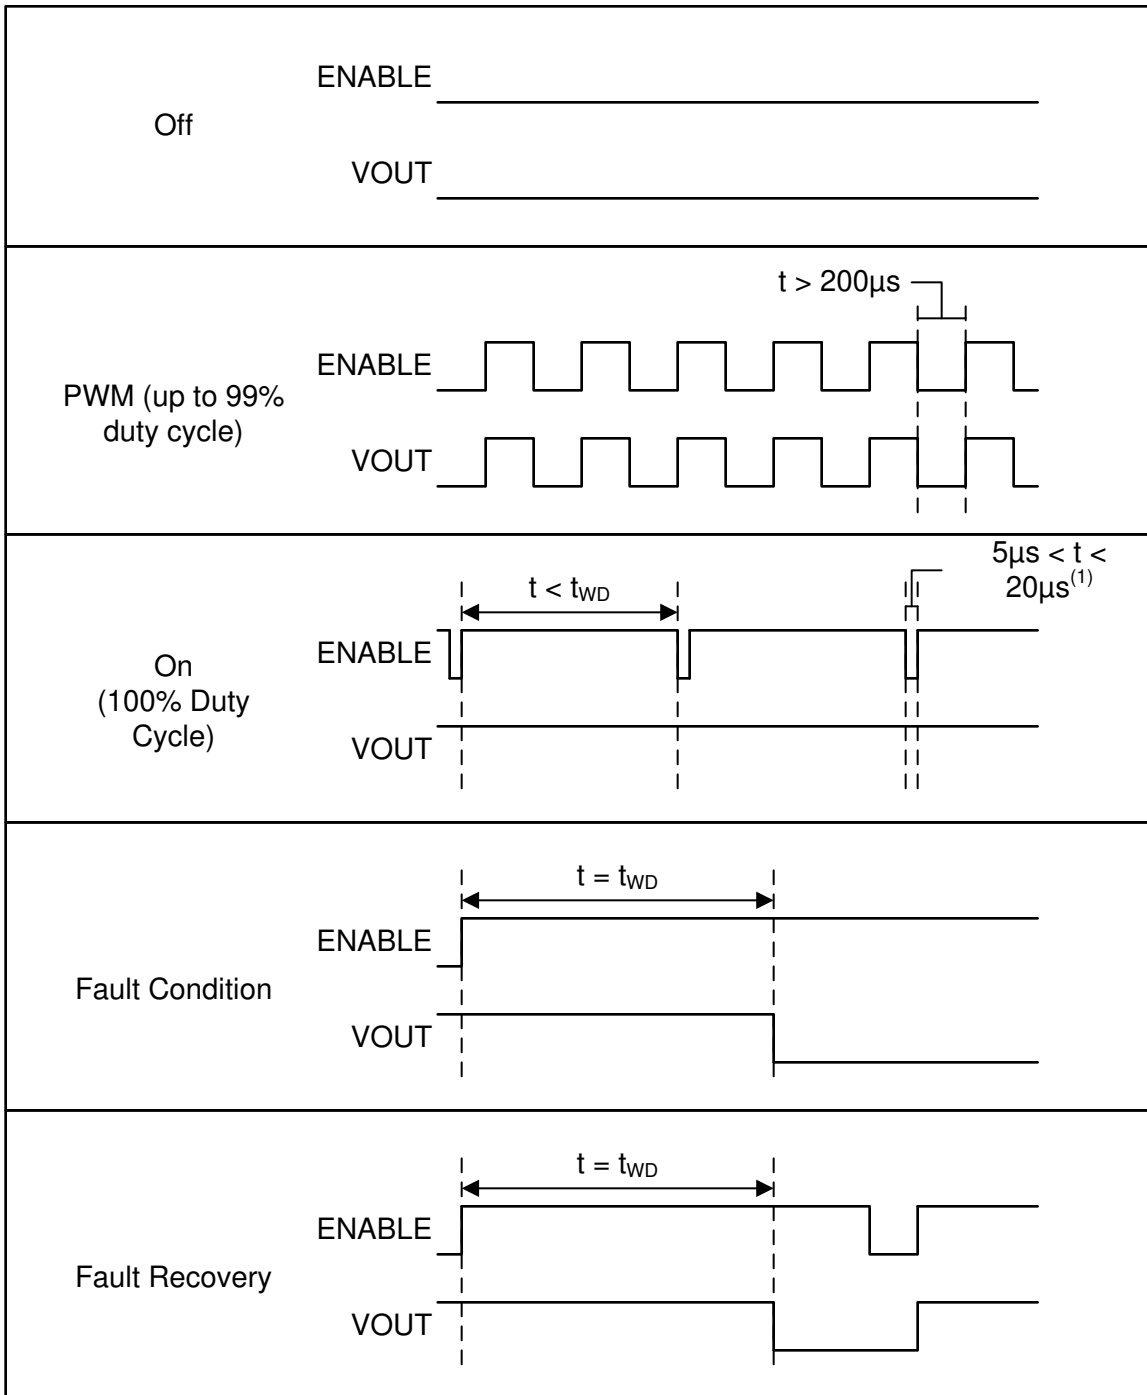 ENABLE
Off
VOUT
t > 200µs
ENABLE
PWM (up to 99%
duty cycle)
VOUT
5µs < t <
20µs(1)
t < tWD
ENABLE
On
(100% Duty
Cycle)
VOUT
t = tWD
ENABLE
Fault Condition
VOUT
t = tWD
ENABLE
Fault Recovery
VOUT